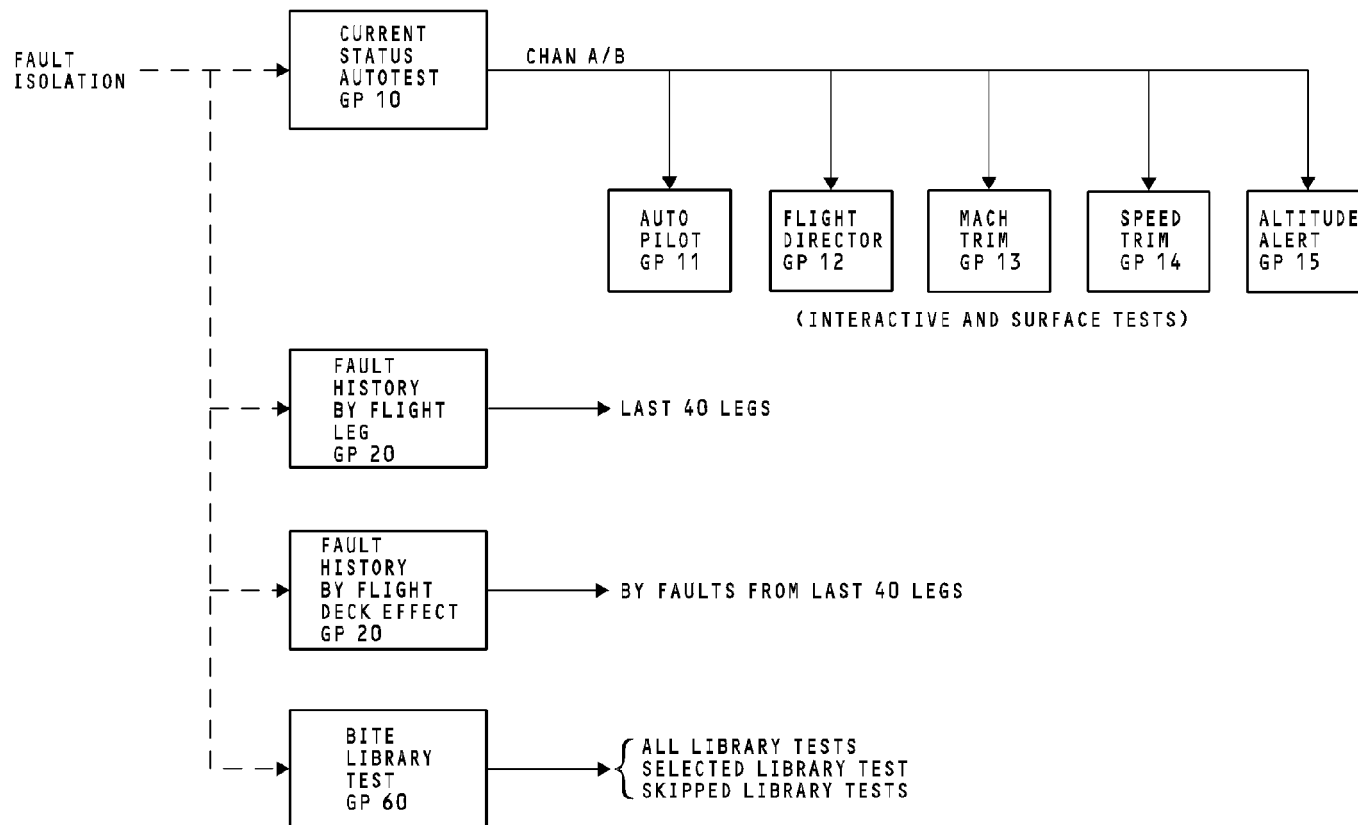 FAULT
ISOLATION
CURRENT
STATUS
AUTOTEST
GP 10
CHAN A/B
AUTO
PILOT
GP 11
FLIGHT
DIRECTOR
GP 12
MACH
TRIM
GP 13
SPEED
TRIM
GP 14
ALTITUDE
ALERT
GP 15
(INTERACTIVE AND SURFACE TESTS)
FAULT
HISTORY
BY FLIGHT
LEG
GP 20
LAST 40 LEGS
FAULT
HISTORY
BY FLIGHT
DECK EFFECT
GP 20
BY FAULTS FROM LAST 40 LEGS
BITE
LIBRARY
TEST
GP 60
ALL LIBRARY TESTS
SELECTED LIBRARY TEST
SKIPPED LIBRARY TESTS